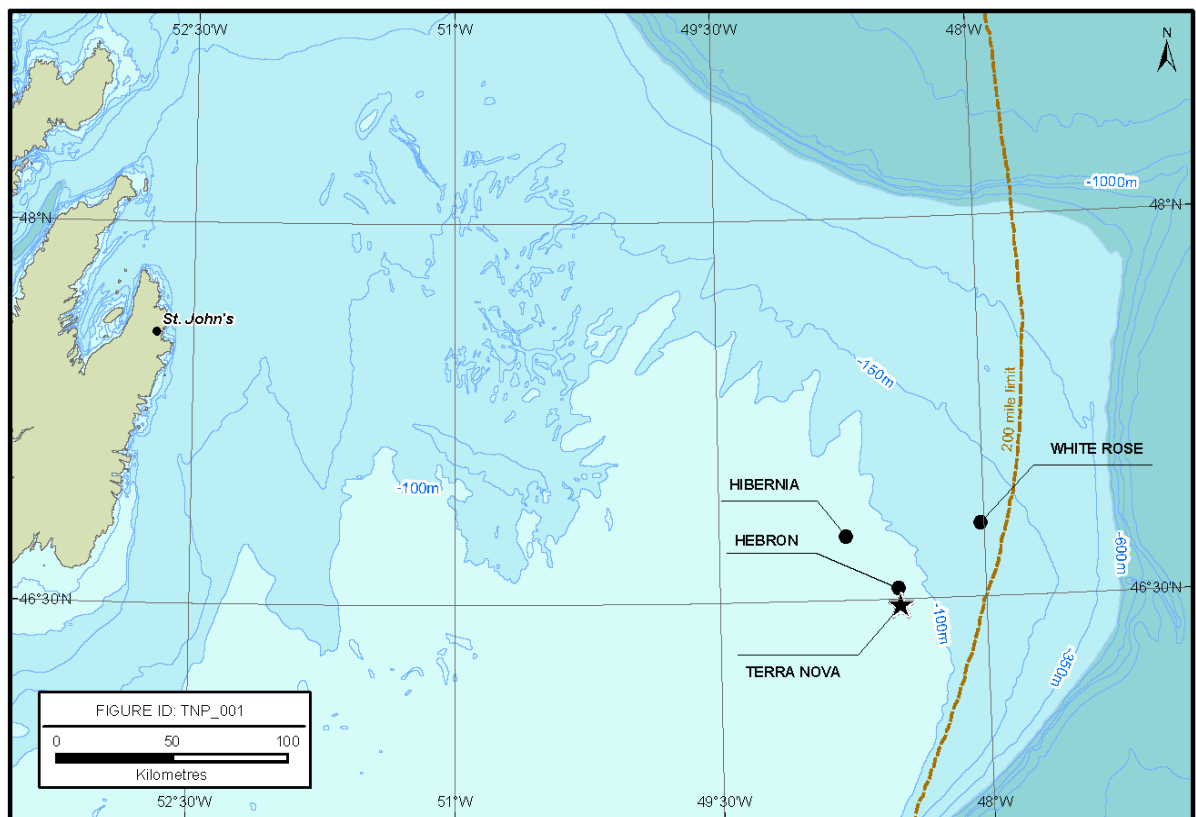 52°30'W 51°W 49°30'W 48°W
N
-1000m
48°N 48°N
St. John's
-150m
200 mile limit
WHITE ROSE
HIBERNIA
-100m
HEBRON
-600m
46°30'N 46°30'N
-100m
-350m
TERRA NOVA
FIGURE ID: TNP_001
0 50 100
Kilometres
52°30'W 51°W 49°30'W 48°W